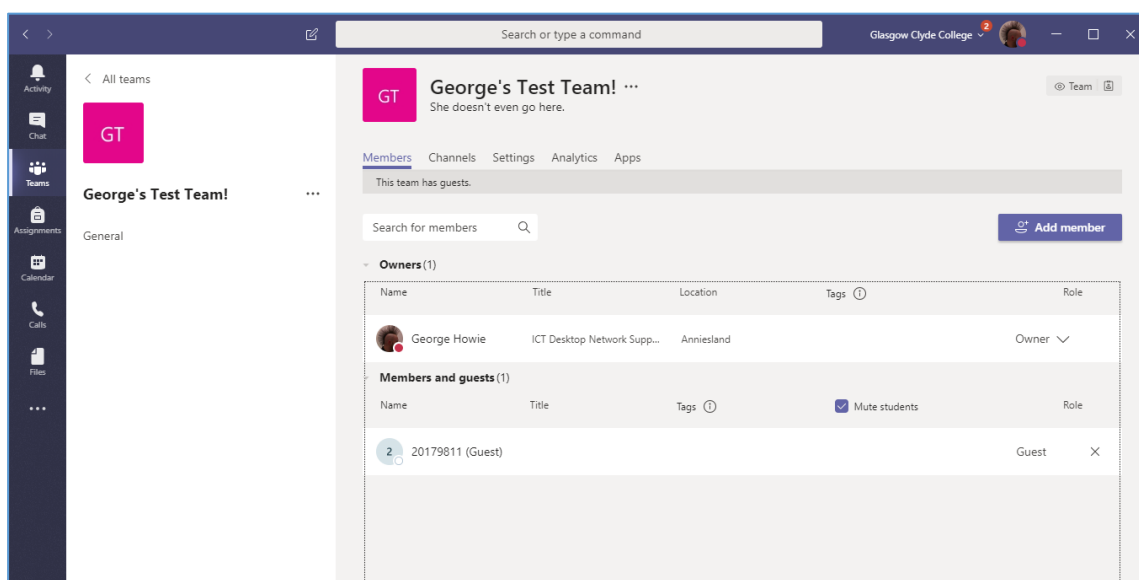 Search or type a command
Glasgow Clyde College
2
Activity
Chat
Teams
Assignments
Calendar
Calls
Files
All teams
GT
George's Test Team!
General
GT
George's Test Team!
She doesn't even go here.
Team
Members Channels Settings Analytics Apps
This team has guests.
Search for members
Add member
Owners (1)
Name Title Location Tags Role
George Howie ICT Desktop Network Supp... Anniesland Owner
Members and guests (1)
Name Title Tags Mute students Role
2 20179811 (Guest) Guest